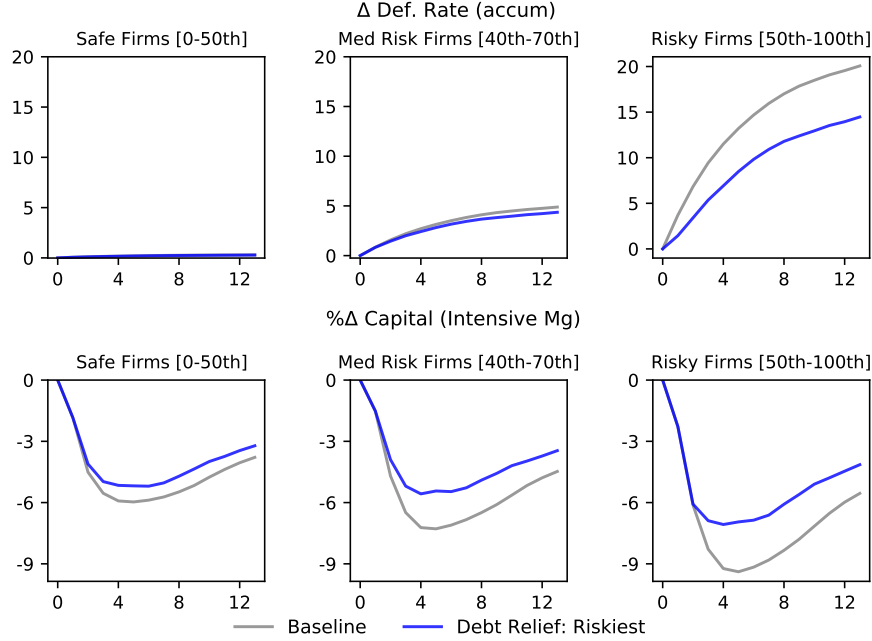 Δ Def. Rate (accum)
Safe Firms [0-50th]
Med Risk Firms [40th-70th]
Risky Firms [50th-100th]
20
15
10
5
0
0 4 8 12
20
15
10
5
0
0 4 8 12
20
15
10
5
0
0 4 8 12
%Δ Capital (Intensive Mg)
Safe Firms [0-50th]
Med Risk Firms [40th-70th]
Risky Firms [50th-100th]
0
-3
-6
-9
0 4 8 12
0
-3
-6
-9
0 4 8 12
0
-3
-6
-9
0 4 8 12
Baseline
Debt Relief: Riskiest